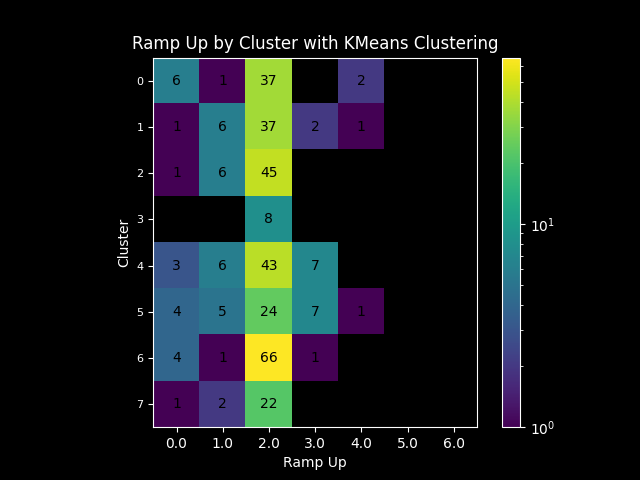 Ramp Up by Cluster with KMeans Clustering
0 6 1 37 2
1 1 6 37 2 1
2 1 6 45
3 8
4 3 6 43 7
5 4 5 24 7 1
6 4 1 66 1
7 1 2 22
0.0 1.0 2.0 3.0 4.0 5.0 6.0
Ramp Up
Cluster
10¹
10⁰